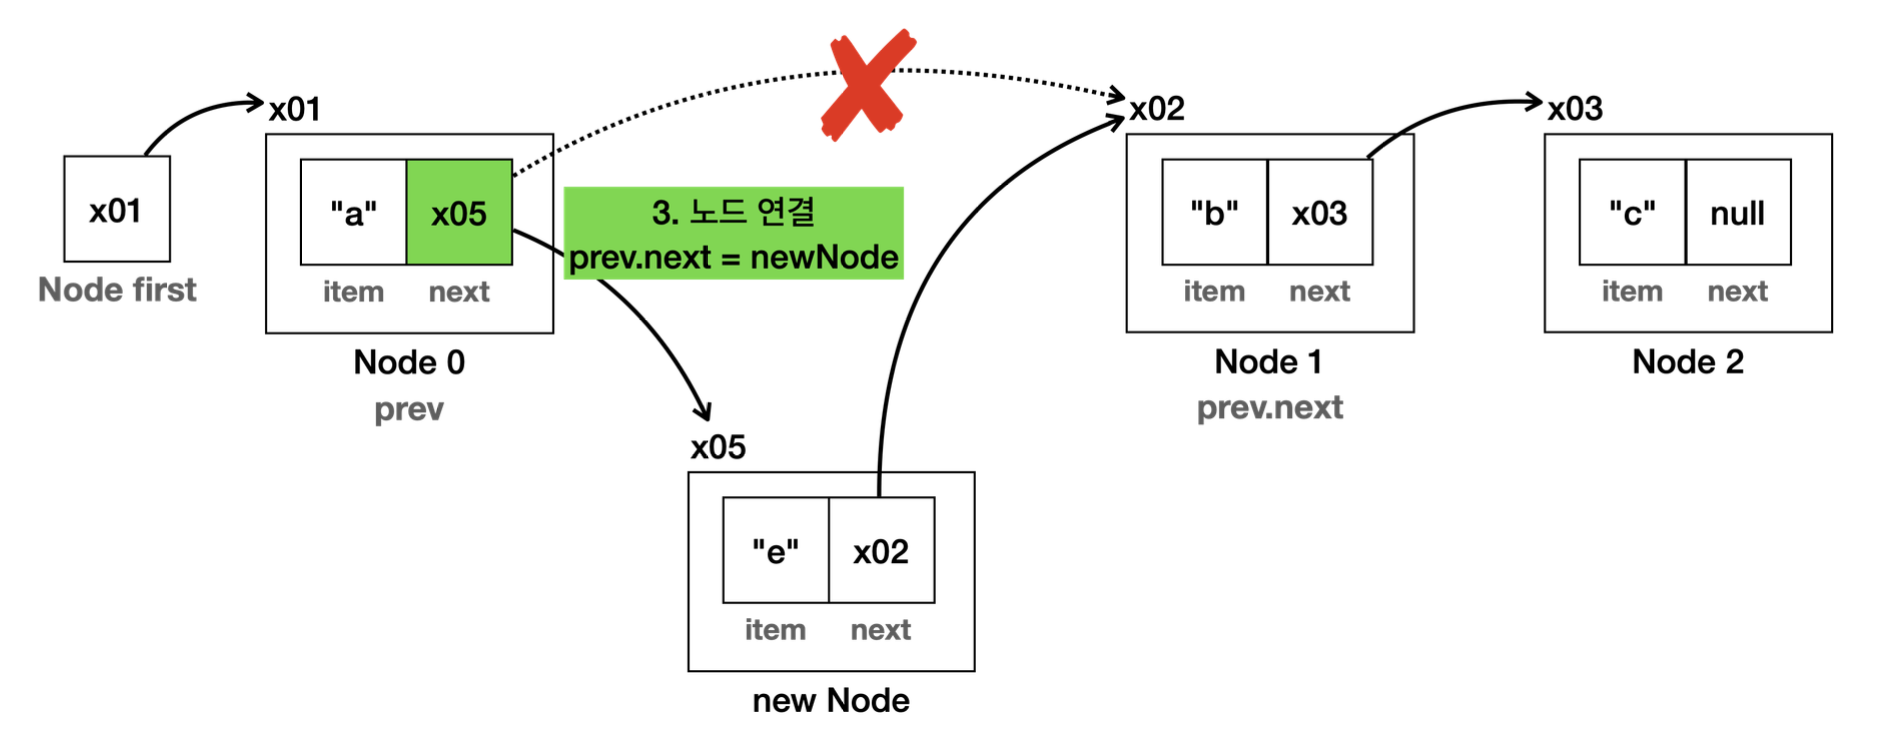 x01
Node first
x01
"a"
x05
item
next
Node 0
prev
3. 노드 연결
prev.next = newNode
x02
"b"
x03
item
next
Node 1
prev.next
x03
"c"
null
item
next
Node 2
x05
"e"
x02
item
next
new Node